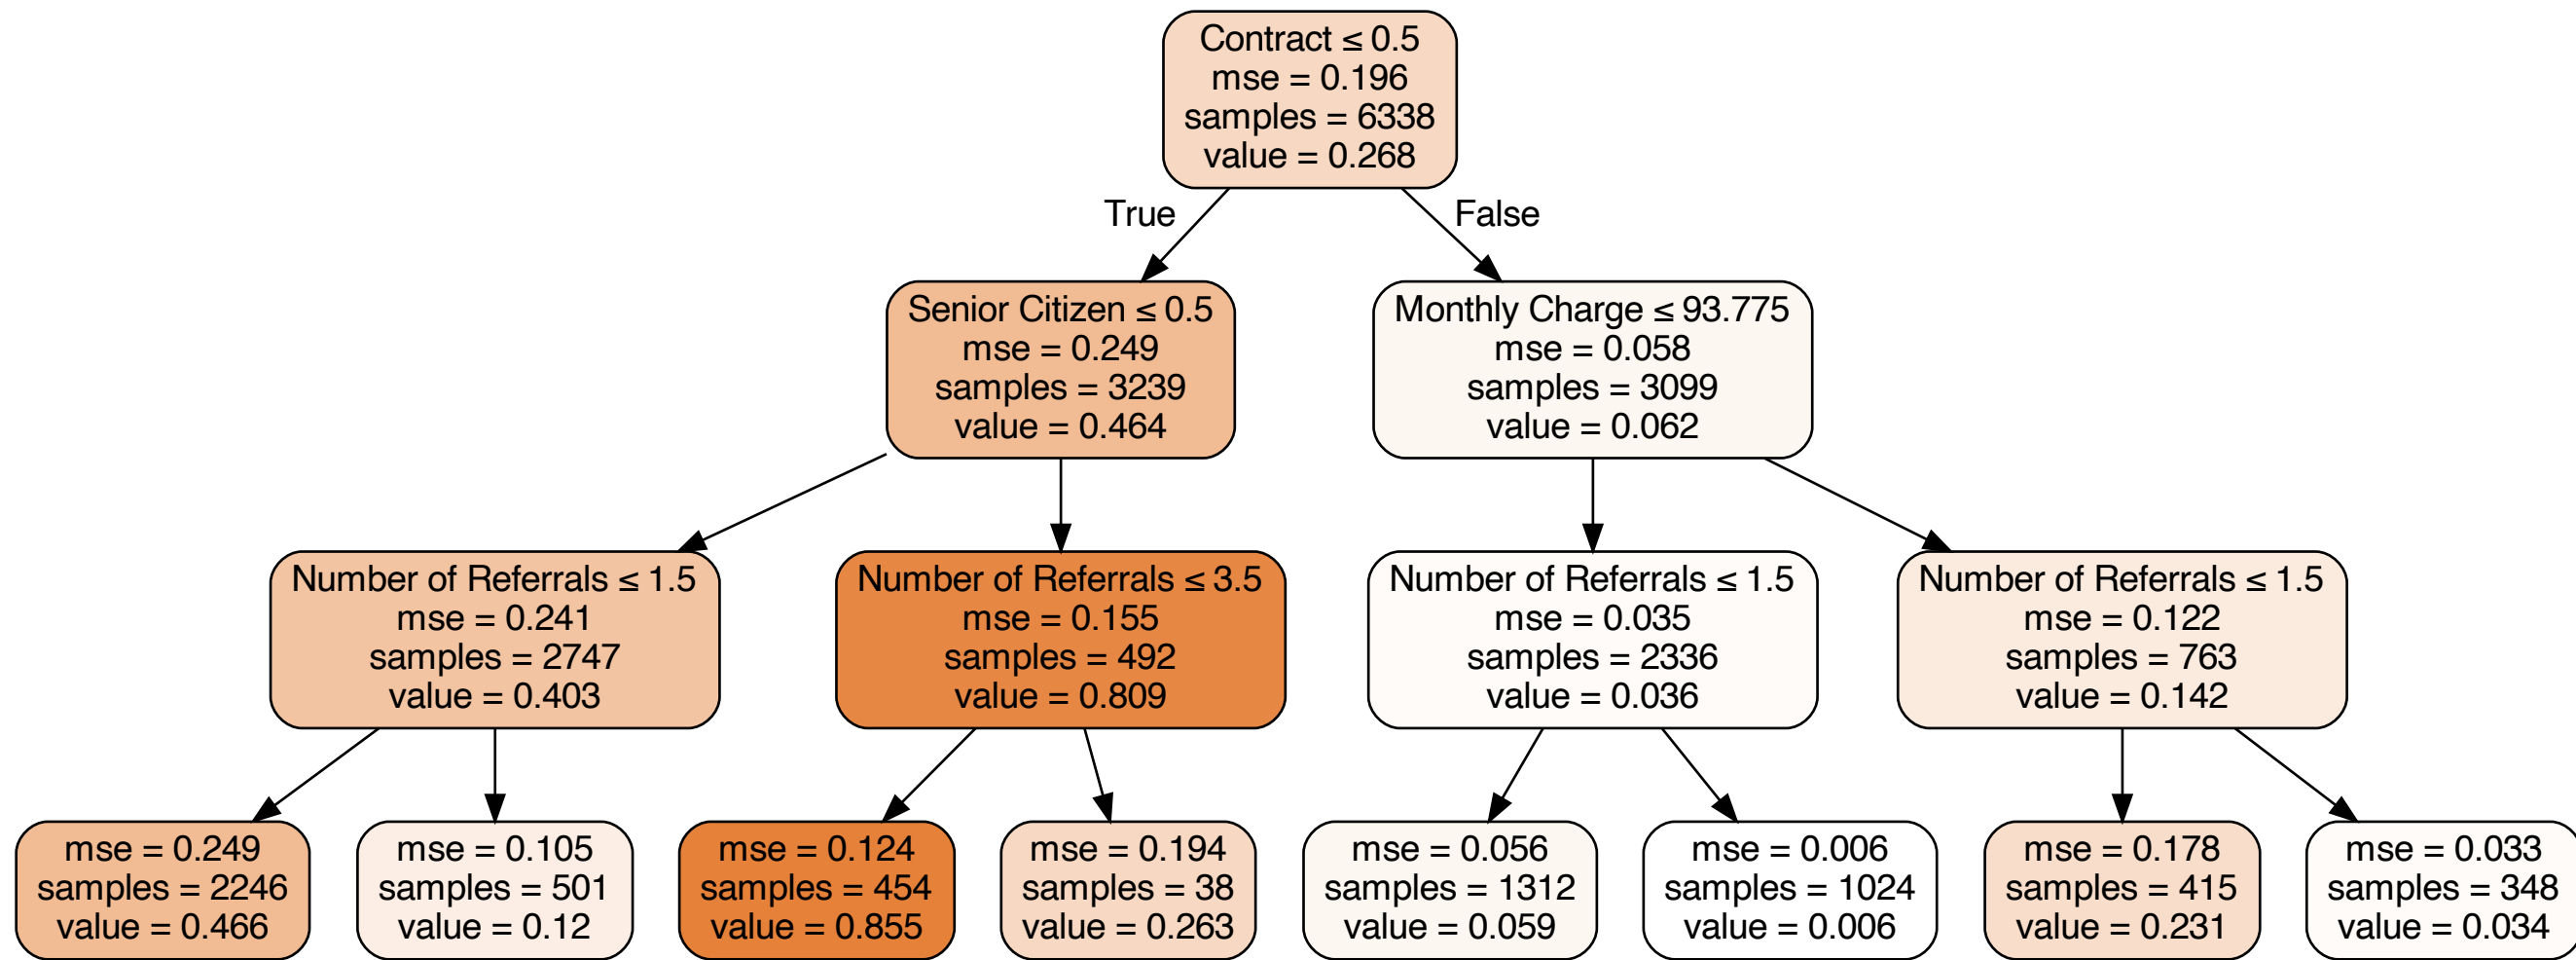 Contract ≤ 0.5
mse = 0.196
samples = 6338
value = 0.268
True
False
Senior Citizen ≤ 0.5
mse = 0.249
samples = 3239
value = 0.464
Monthly Charge ≤ 93.775
mse = 0.058
samples = 3099
value = 0.062
Number of Referrals ≤ 1.5
mse = 0.241
samples = 2747
value = 0.403
Number of Referrals ≤ 3.5
mse = 0.155
samples = 492
value = 0.809
Number of Referrals ≤ 1.5
mse = 0.035
samples = 2336
value = 0.036
Number of Referrals ≤ 1.5
mse = 0.122
samples = 763
value = 0.142
mse = 0.249
samples = 2246
value = 0.466
mse = 0.105
samples = 501
value = 0.12
mse = 0.124
samples = 454
value = 0.855
mse = 0.194
samples = 38
value = 0.263
mse = 0.056
samples = 1312
value = 0.059
mse = 0.006
samples = 1024
value = 0.006
mse = 0.178
samples = 415
value = 0.231
mse = 0.033
samples = 348
value = 0.034